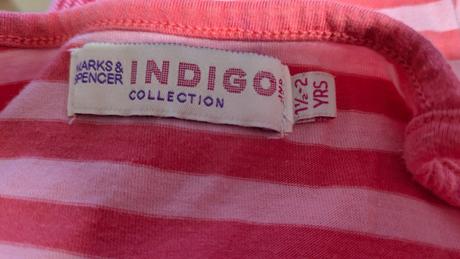 MARKS &
SPENCER
INDIGO
COLLECTION
1½-2
YRS